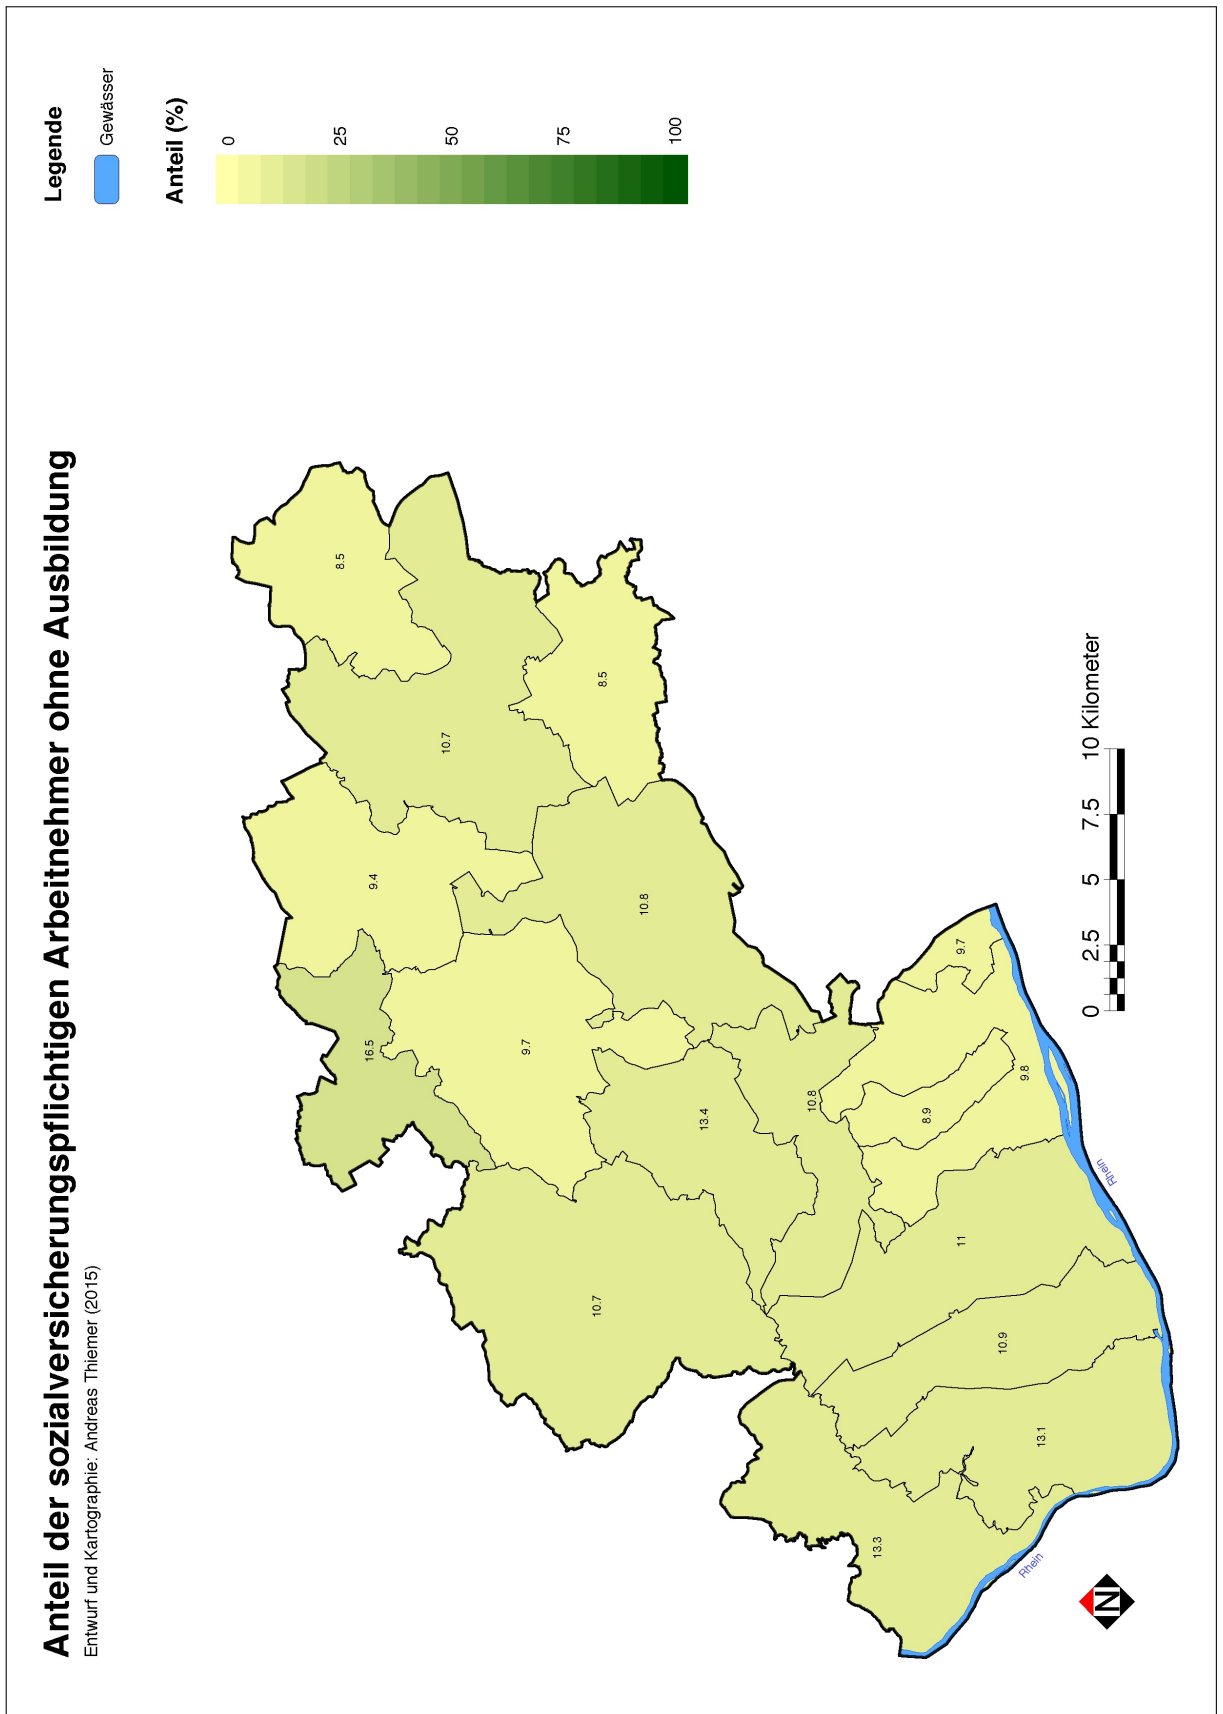 Anteil der sozialversicherungspflichtigen Arbeitnehmer ohne Ausbildung
Entwurf und Kartographie: Andreas Thiemer (2015)
Legende
Gewässer
Anteil (%)
0
25
50
75
100
8.5
10.7
8.5
9.4
16.5
9.7
10.8
10.7
13.4
10.8
9.7
8.9
9.8
11
10.9
13.1
13.3
Rhein
Rhein
N
0 2.5 5 7.5 10 Kilometer